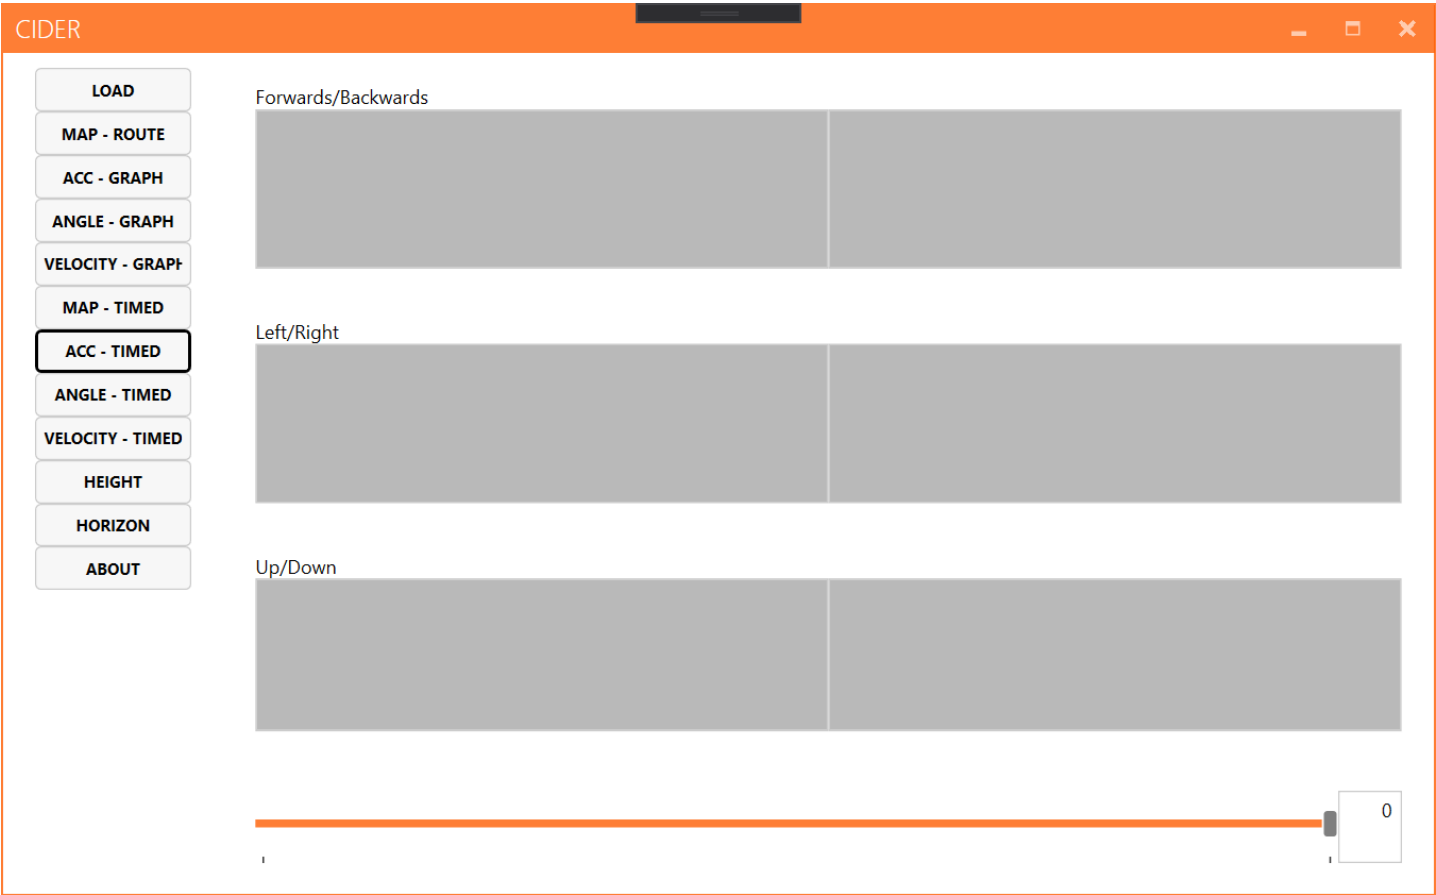 CIDER
LOAD
MAP - ROUTE
ACC - GRAPH
ANGLE - GRAPH
VELOCITY - GRAPH
MAP - TIMED
ACC - TIMED
ANGLE - TIMED
VELOCITY - TIMED
HEIGHT
HORIZON
ABOUT
Forwards/Backwards
Left/Right
Up/Down
0